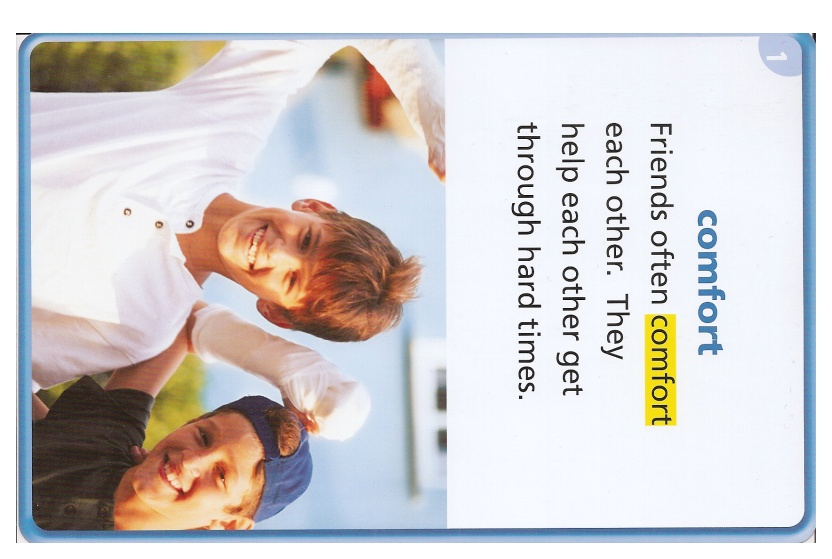 1
comfort
Friends often comfort
each other. They
help each other get
through hard times.